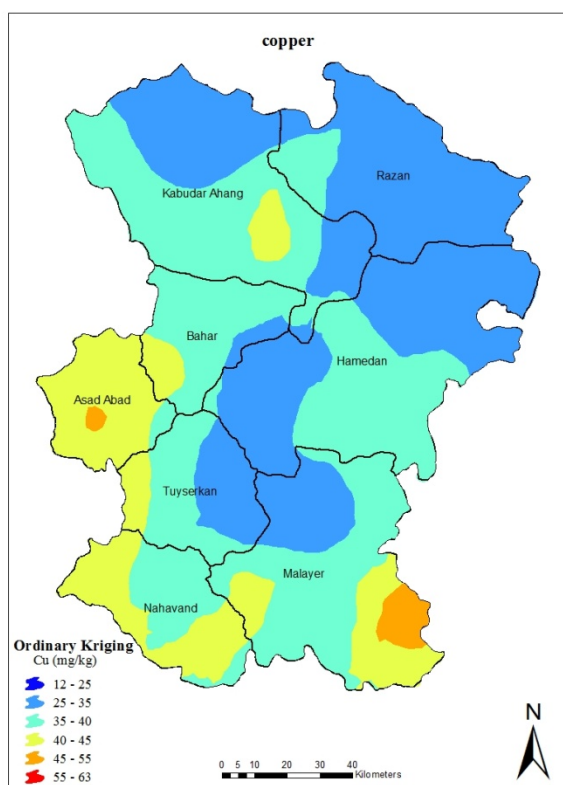 copper
Razan
Kabudar Ahang
Bahar
Hamedan
Asad Abad
Tuyserkan
Malayer
Nahavand
Ordinary Kriging
Cu (mg/kg)
12 - 25
25 - 35
35 - 40
40 - 45
45 - 55
55 - 63
N
0 5 10 20 30 40
Kilometers